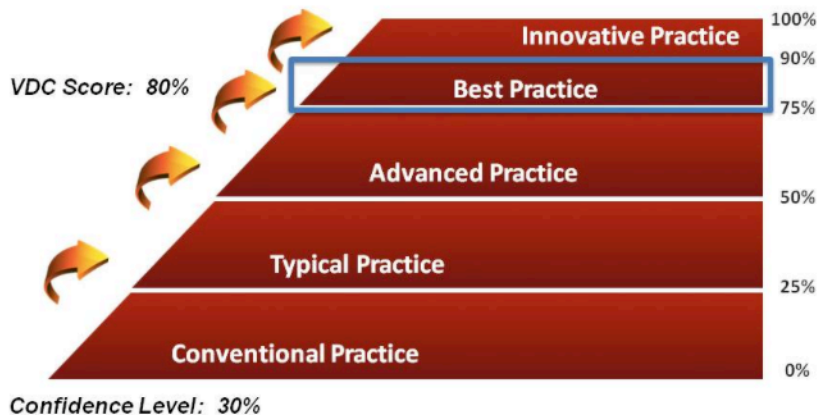 100%
Innovative Practice
90%
VDC Score: 80%
Best Practice
75%
Advanced Practice
50%
Typical Practice
25%
Conventional Practice
0%
Confidence Level: 30%